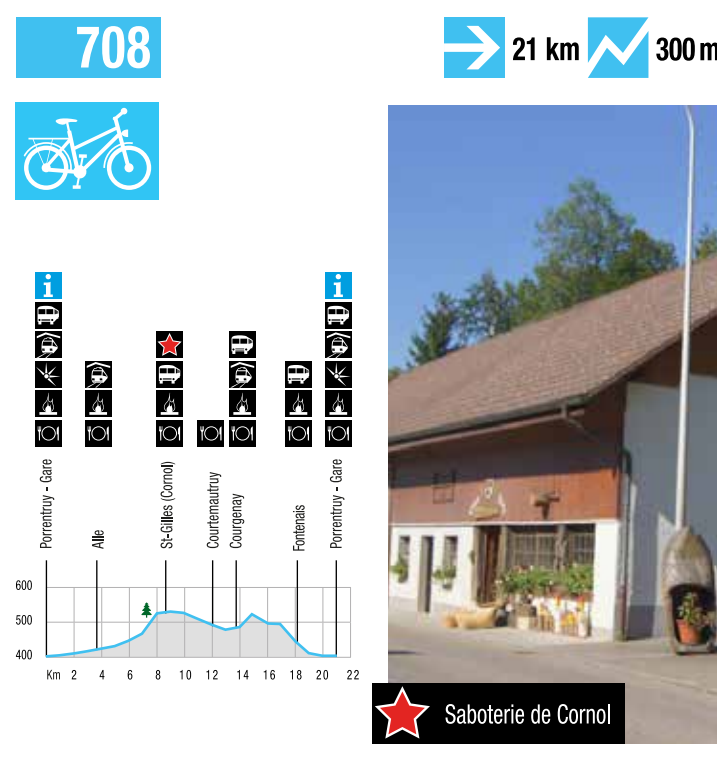 708
21 km
300 m
i
i
Porrentruy - Gare
Alle
St-Gilles (Cornol)
Courtemautruy
Courgenay
Fontenais
Porrentruy - Gare
600
500
400
Km 2 4 6 8 10 12 14 16 18 20 22
Saboterie de Cornol